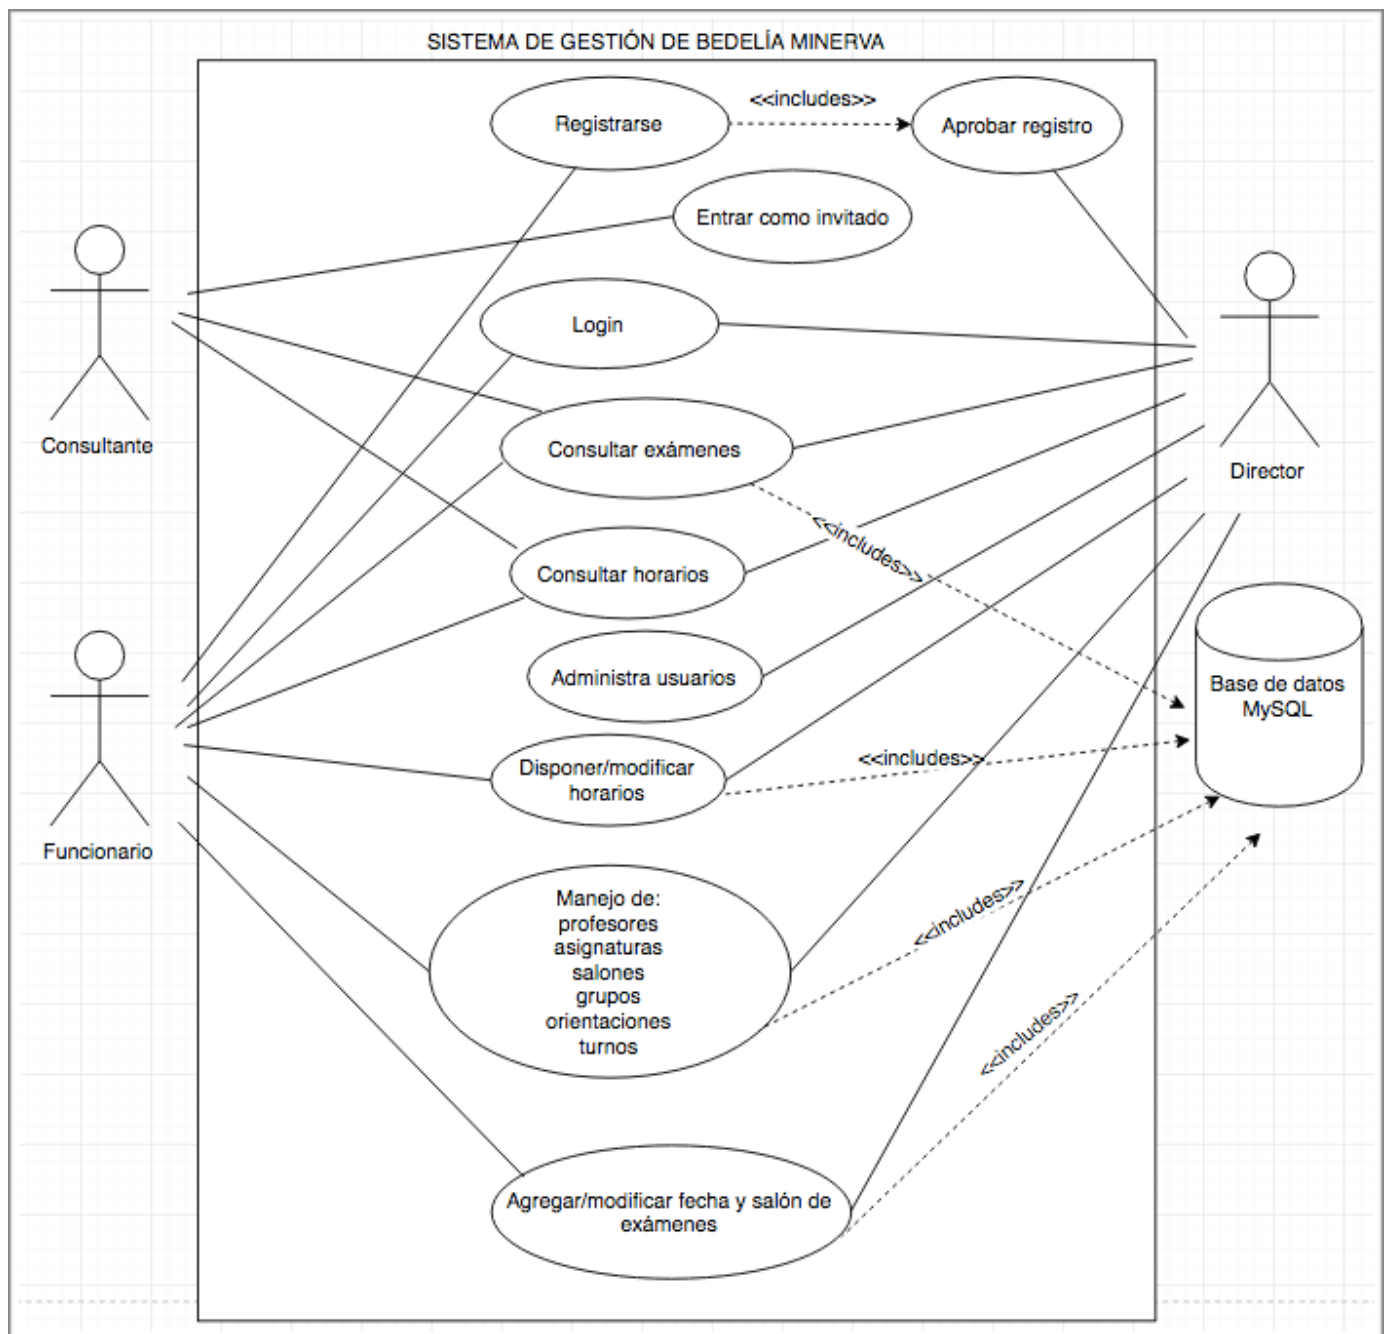 SISTEMA DE GESTIÓN DE BEDELÍA MINERVA
Registrarse
<<includes>>
Aprobar registro
Entrar como invitado
Login
Consultante
Consultar exámenes
Director
<<includes>>
Consultar horarios
Administra usuarios
Base de datos
MySQL
Disponer/modificar
horarios
<<includes>>
Funcionario
Manejo de:
profesores
asignaturas
salones
grupos
orientaciones
turnos
<<includes>>
<<includes>>
Agregar/modificar fecha y salón de
exámenes